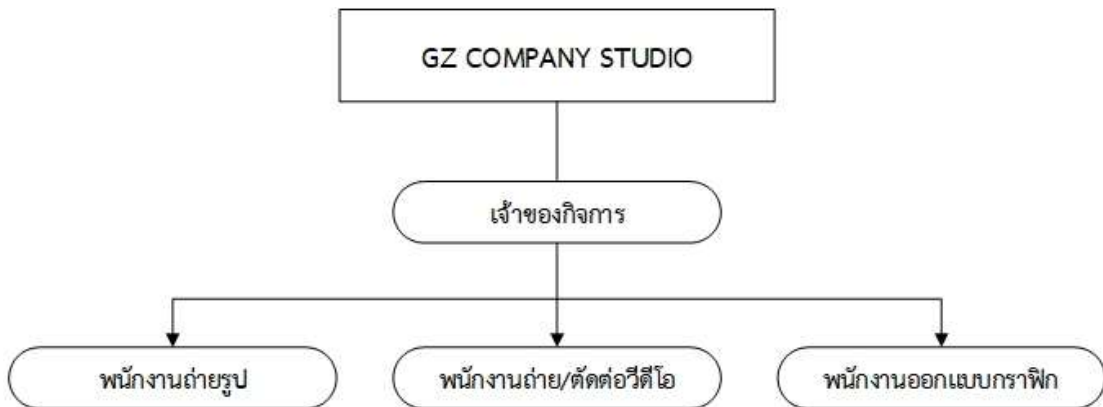 GZ COMPANY STUDIO
เจ้าของกิจการ
พนักงานถ่ายรูป
พนักงานถ่าย/ตัดต่อวีดีโอ
พนักงานออกแบบกราฟิก